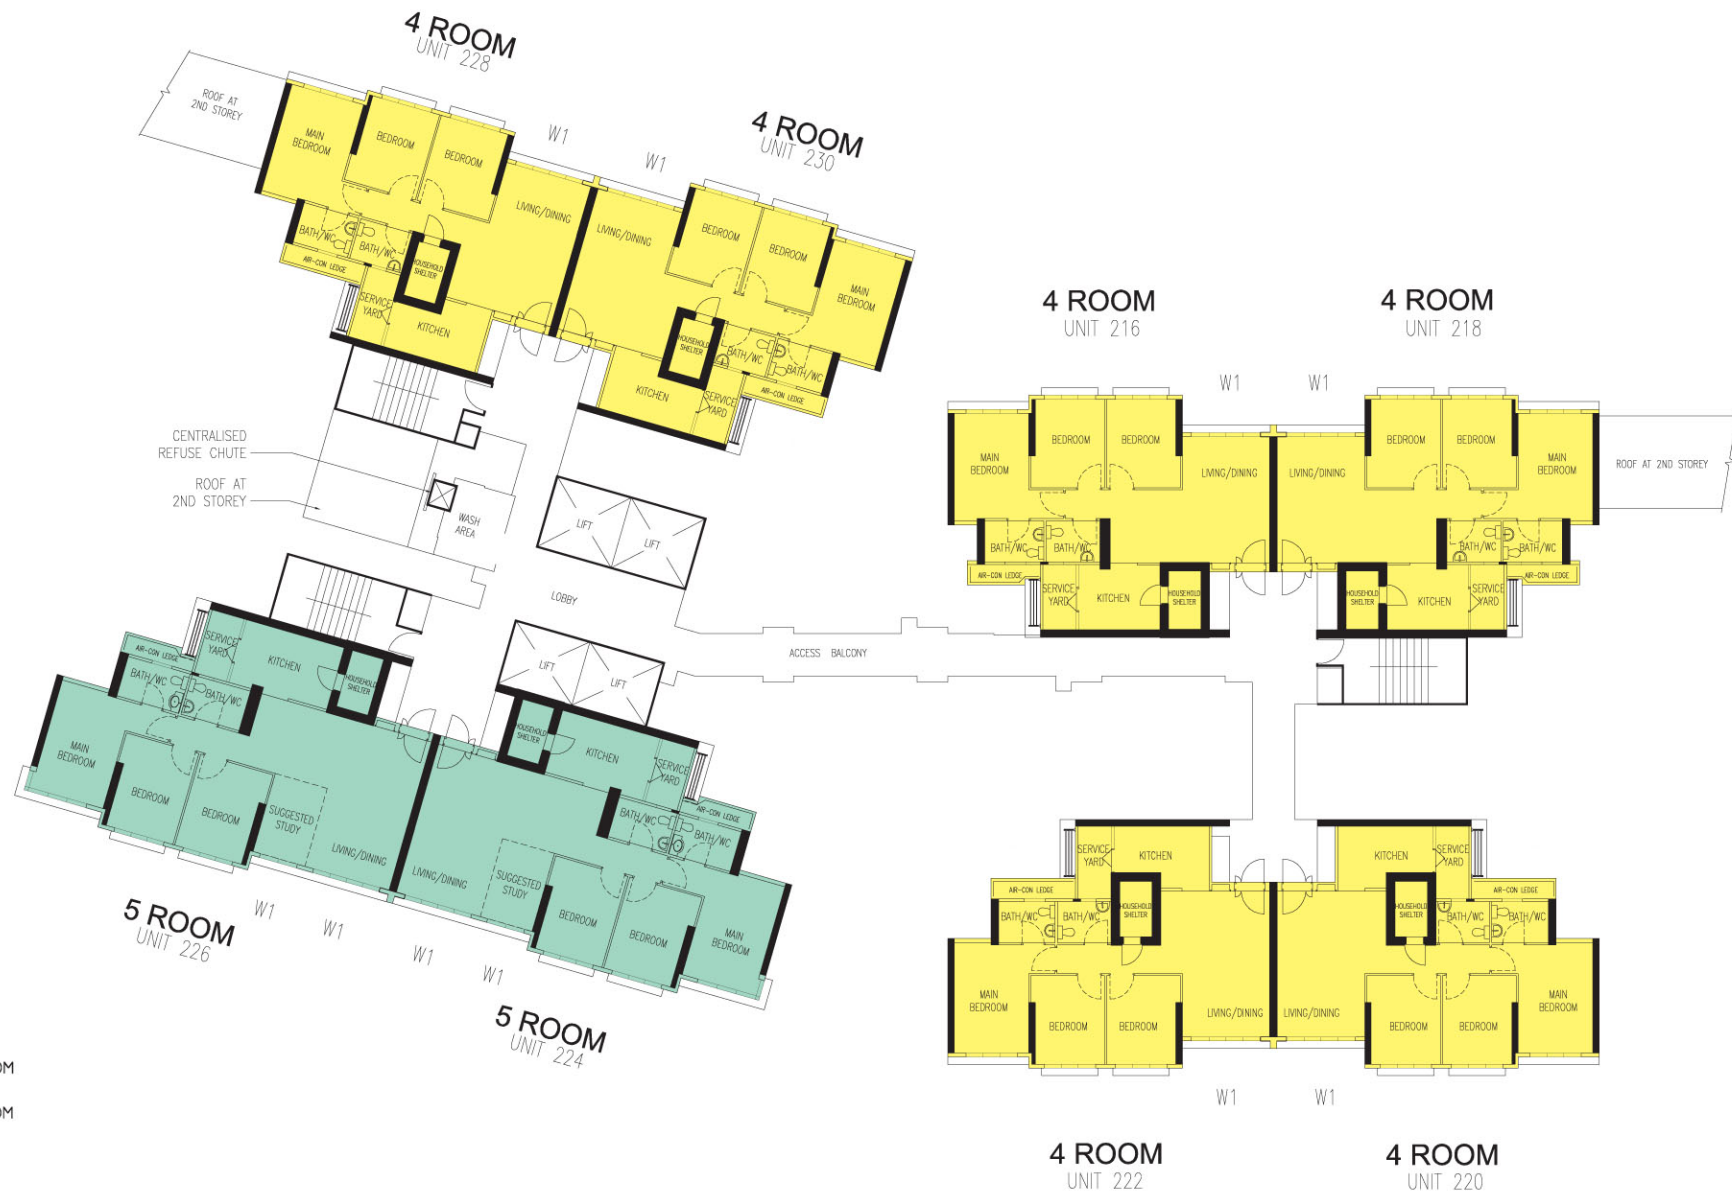 4 ROOM
UNIT 228
4 ROOM
UNIT 230
W1
W1
ROOF AT
2ND STOREY
MAIN
BEDROOM
BEDROOM
BEDROOM
LIVING/DINING
BATH/WC
BATH/WC
AIR-CON LEDGE
HOUSEHOLD
SHELTER
SERVICE
YARD
KITCHEN
LIVING/DINING
BEDROOM
BEDROOM
MAIN
BEDROOM
HOUSEHOLD
SHELTER
BATH/WC
BATH/WC
AIR-CON LEDGE
KITCHEN
SERVICE
YARD
CENTRALISED
REFUSE CHUTE
ROOF AT
2ND STOREY
WASH
AREA
LIFT
LIFT
LOBBY
LIFT
LIFT
ACCESS BALCONY
SERVICE
YARD
KITCHEN
HOUSEHOLD
SHELTER
AIR-CON LEDGE
BATH/WC
BATH/WC
MAIN
BEDROOM
BEDROOM
BEDROOM
SUGGESTED
STUDY
LIVING/DINING
HOUSEHOLD
SHELTER
KITCHEN
SERVICE
YARD
AIR-CON LEDGE
BATH/WC
BATH/WC
LIVING/DINING
SUGGESTED
STUDY
BEDROOM
BEDROOM
MAIN
BEDROOM
5 ROOM
UNIT 226
W1
W1
W1
W1
5 ROOM
UNIT 224
OM
OM
4 ROOM
UNIT 216
4 ROOM
UNIT 218
W1
W1
MAIN
BEDROOM
BEDROOM
BEDROOM
LIVING/DINING
BATH/WC
BATH/WC
AIR-CON LEDGE
SERVICE
YARD
KITCHEN
HOUSEHOLD
SHELTER
LIVING/DINING
BEDROOM
BEDROOM
MAIN
BEDROOM
ROOF AT 2ND STOREY
BATH/WC
BATH/WC
AIR-CON LEDGE
HOUSEHOLD
SHELTER
KITCHEN
SERVICE
YARD
SERVICE
YARD
KITCHEN
AIR-CON LEDGE
BATH/WC
BATH/WC
HOUSEHOLD
SHELTER
MAIN
BEDROOM
BEDROOM
BEDROOM
LIVING/DINING
KITCHEN
SERVICE
YARD
AIR-CON LEDGE
HOUSEHOLD
SHELTER
BATH/WC
BATH/WC
LIVING/DINING
BEDROOM
BEDROOM
MAIN
BEDROOM
W1
W1
4 ROOM
UNIT 222
4 ROOM
UNIT 220